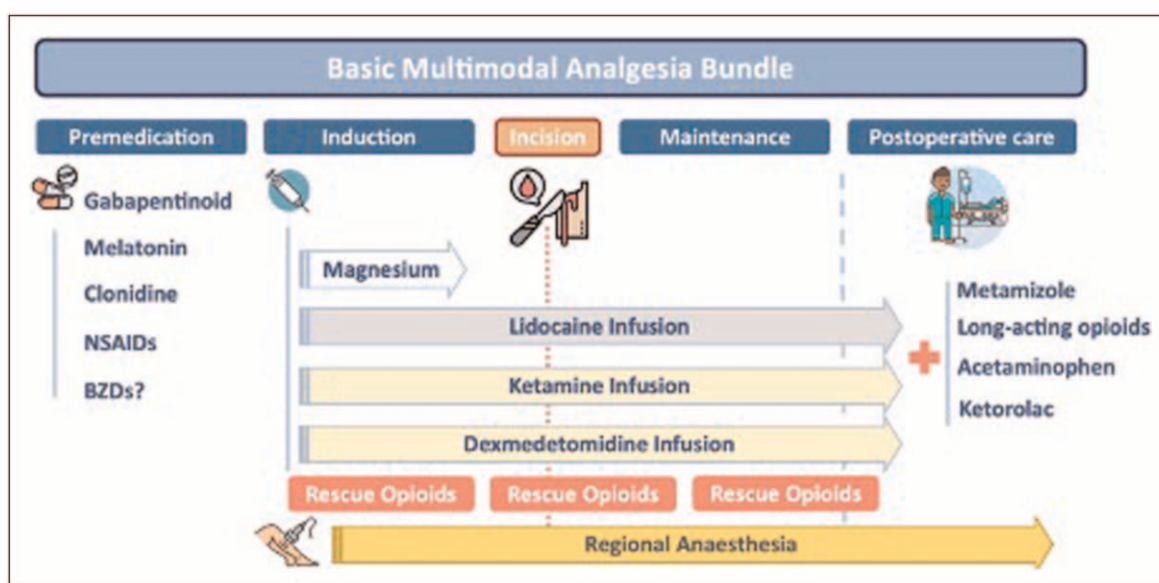 Basic Multimodal Analgesia Bundle
Premedication
Induction
Incision
Maintenance
Postoperative care
Gabapentinoid
Melatonin
Clonidine
NSAIDs
BZDs?
Magnesium
Lidocaine Infusion
Ketamine Infusion
Dexmedetomidine Infusion
Metamizole
Long-acting opioids
Acetaminophen
Ketorolac
Rescue Opioids
Rescue Opioids
Rescue Opioids
Regional Anaesthesia